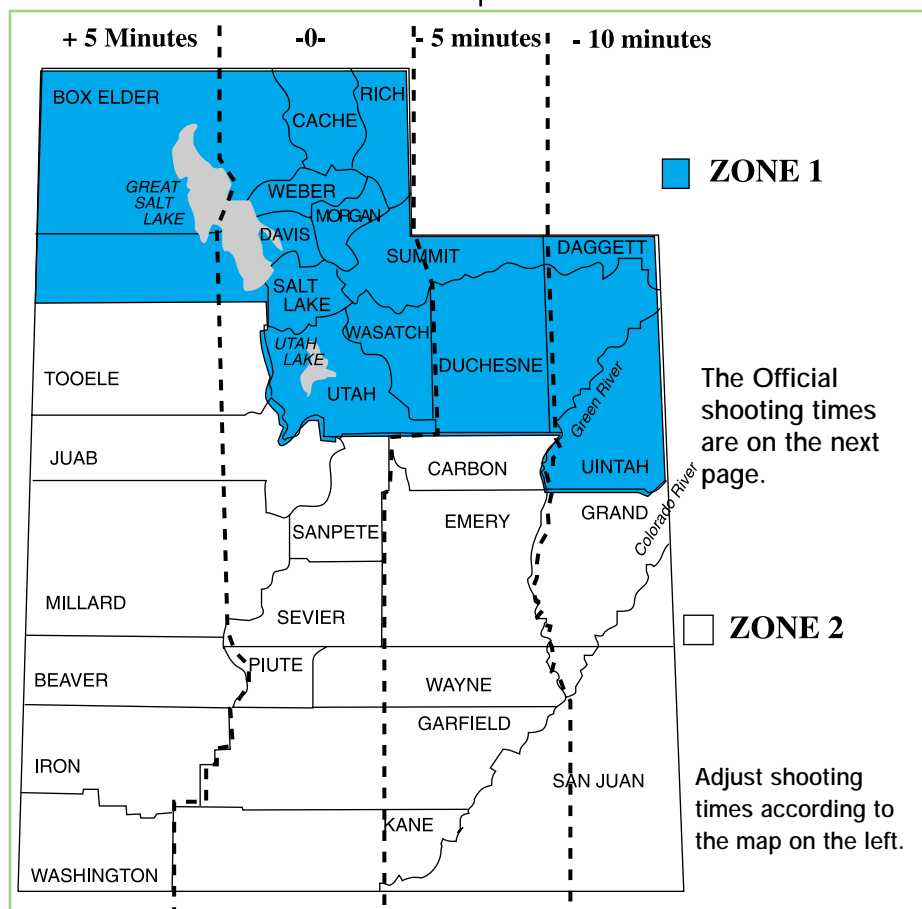 + 5 Minutes
-0-
- 5 minutes
- 10 minutes
BOX ELDER
RICH
CACHE
ZONE 1
GREAT
SALT
LAKE
WEBER
MORGAN
DAVIS
SUMMIT
DAGGETT
SALT
LAKE
UTAH
LAKE
WASATCH
DUCHESNE
TOOELE
UTAH
Green River
The Official
shooting times
are on the next
page.
JUAB
CARBON
UINTAH
SANPETE
EMERY
GRAND
Colorado River
MILLARD
SEVIER
ZONE 2
PIUTE
BEAVER
WAYNE
GARFIELD
IRON
SAN JUAN
Adjust shooting
times according to
the map on the left.
KANE
WASHINGTON